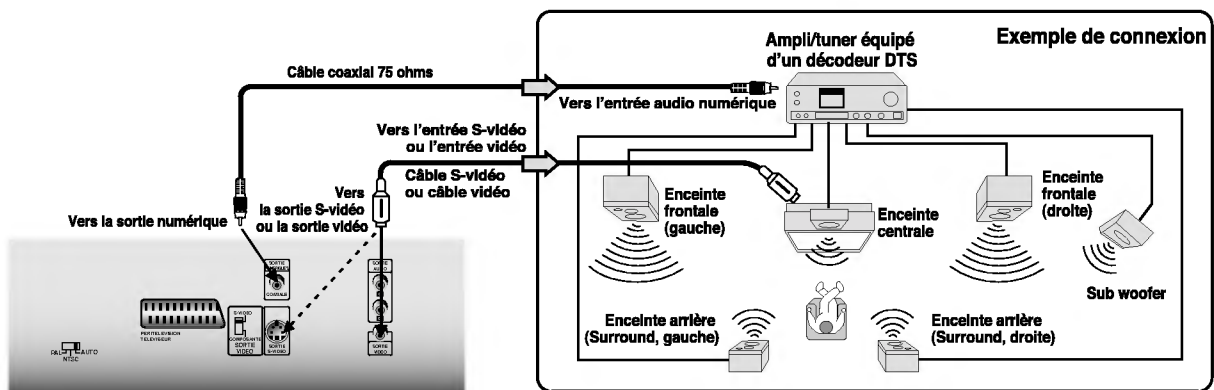 Exemple de connexion
Ampli/tuner équipé
d'un décodeur DTS
Câble coaxial 75 ohms
Vers l'entrée audio numérique
Vers l'entrée S-vidéo
ou l'entrée vidéo
Câble S-vidéo
ou câble vidéo
Vers
la sortie S-vidéo
ou la sortie vidéo
Vers la sortie numérique
Enceinte
frontale
(gauche)
Enceinte
centrale
Enceinte
frontale
(droite)
Sub woofer
Enceinte arrière
(Surround, gauche)
Enceinte arrière
(Surround, droite)
SORTIE
COAXIALE
SORTIE
AUDIO
PERITELEVISION
TELEVISEUR
S-VIDEO
COMPOSANTE
SORTIE
VIDEO
SORTIE
S-VIDEO
SORTIE
VIDEO
PAL
AUTO
NTSC